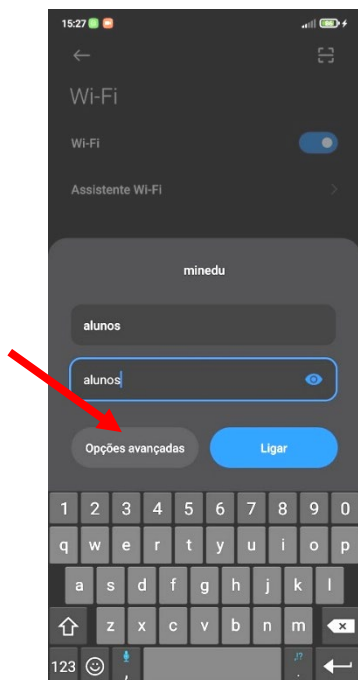 15:27
Wi-Fi
Wi-Fi
Assistente Wi-Fi
minedu
alunos
alunos
Opções avançadas Ligar
1 2 3 4 5 6 7 8 9 0
q w e r t y u i o p
a s d f g h j k l
z x c v b n m
123 , !? .